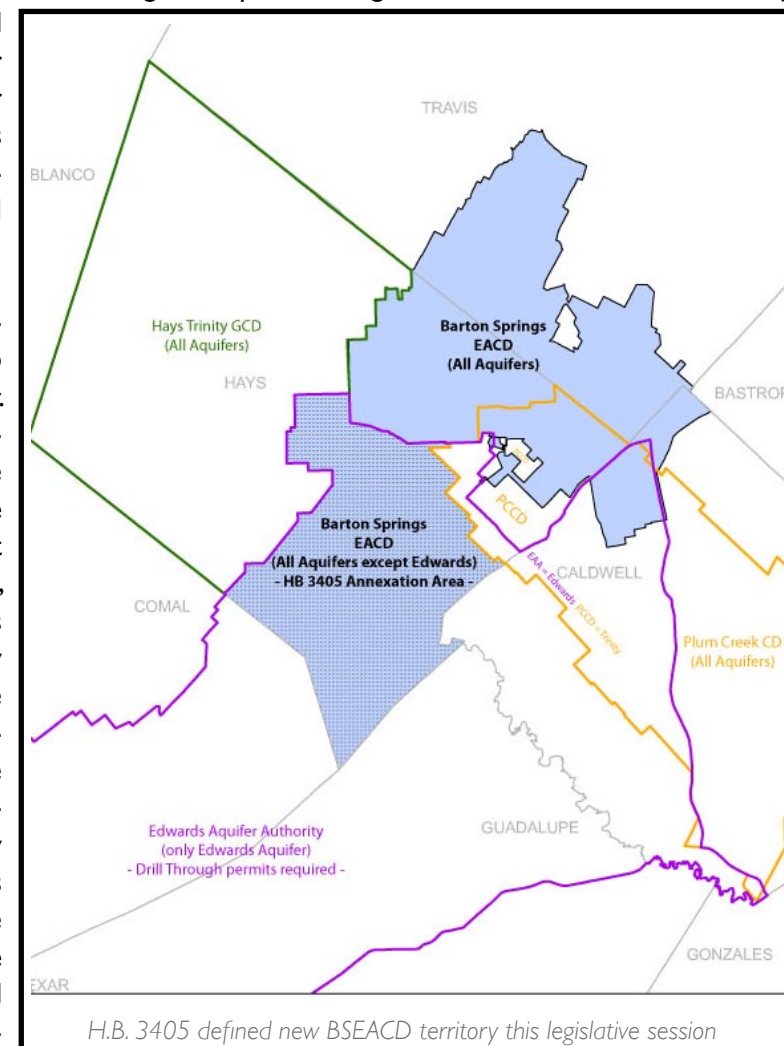 TRAVIS
BLANCO
Hays Trinity GCD
(All Aquifers)
HAYS
Barton Springs
EACD
(All Aquifers)
BASTROP
PCCD
Barton Springs
EACD
(All Aquifers except Edwards)
- HB 3405 Annexation Area -
EAA = Edwards PCCD = Trinity
CALDWELL
COMAL
Plum Creek CD
(All Aquifers)
Edwards Aquifer Authority
(only Edwards Aquifer)
- Drill Through permits required -
GUADALUPE
GONZALES
EXAR
H.B. 3405 defined new BSEACD territory this legislative session